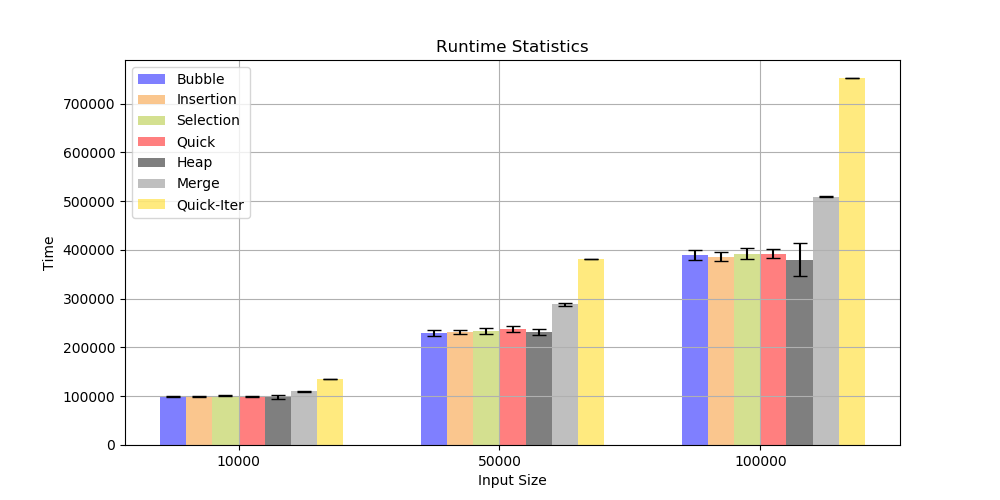 Runtime Statistics
Bubble
Insertion
Selection
Quick
Heap
Merge
Quick-Iter
Time
700000
600000
500000
400000
300000
200000
100000
0
10000 50000 100000
Input Size